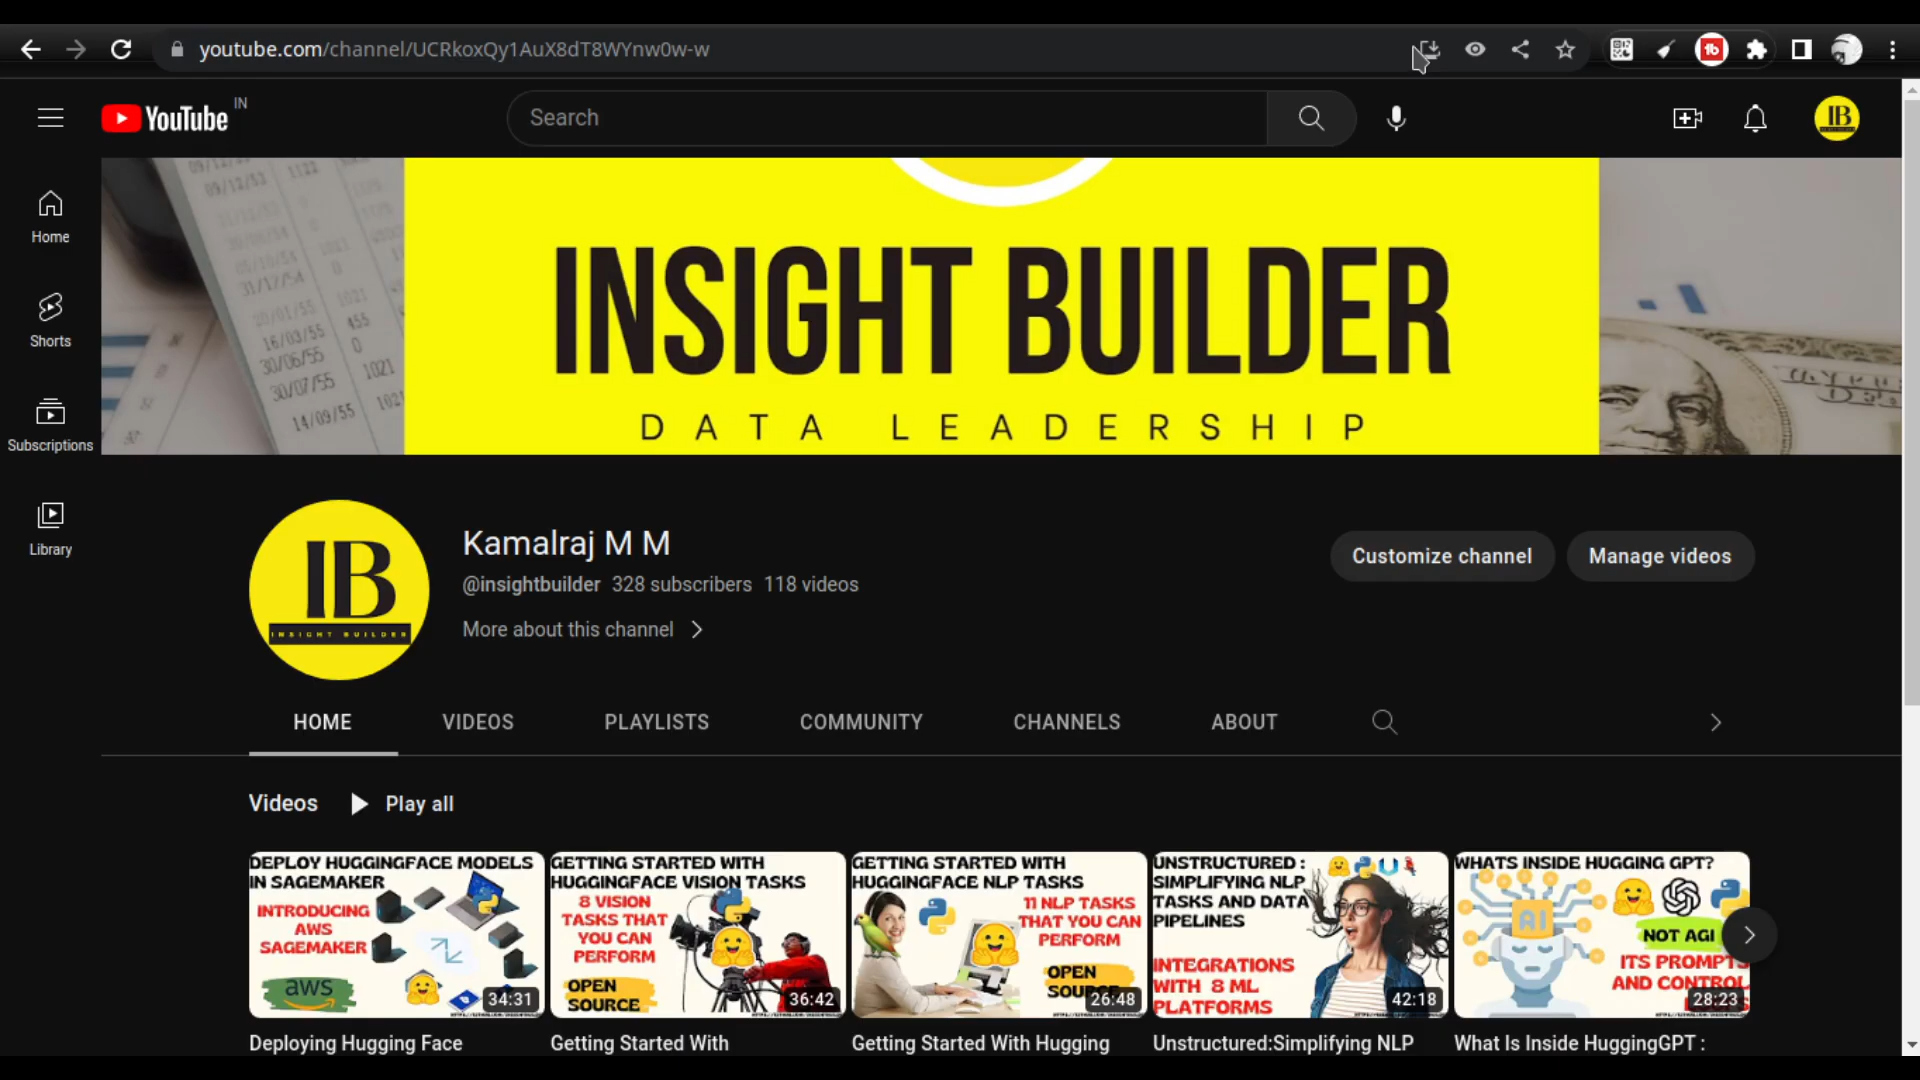 youtube.com/channel/UCRkoxQy1AuX8dT8WYnw0w-w
YouTube IN
Search
Home
Shorts
Subscriptions
Library
INSIGHT BUILDER
DATA LEADERSHIP
IB
INSIGHT BUILDER
Kamalraj M M
@insightbuilder 328 subscribers 118 videos
More about this channel
Customize channel
Manage videos
HOME VIDEOS PLAYLISTS COMMUNITY CHANNELS ABOUT
Videos Play all
DEPLOY HUGGINGFACE MODELS
IN SAGEMAKER
INTRODUCING
AWS
SAGEMAKER
aws
34:31
Deploying Hugging Face
GETTING STARTED WITH
HUGGINGFACE VISION TASKS
8 VISION
TASKS THAT
YOU CAN
PERFORM
OPEN
SOURCE
36:42
Getting Started With
GETTING STARTED WITH
HUGGINGFACE NLP TASKS
11 NLP TASKS
THAT YOU CAN
PERFORM
OPEN
SOURCE
26:48
Getting Started With Hugging
UNSTRUCTURED :
SIMPLIFYING NLP
TASKS AND DATA
PIPELINES
INTEGRATIONS
WITH 8 ML
PLATFORMS
42:18
Unstructured:Simplifying NLP
WHATS INSIDE HUGGING GPT?
AI
NOT AGI
ITS PROMPTS
AND CONTROL
28:23
What Is Inside HuggingGPT :